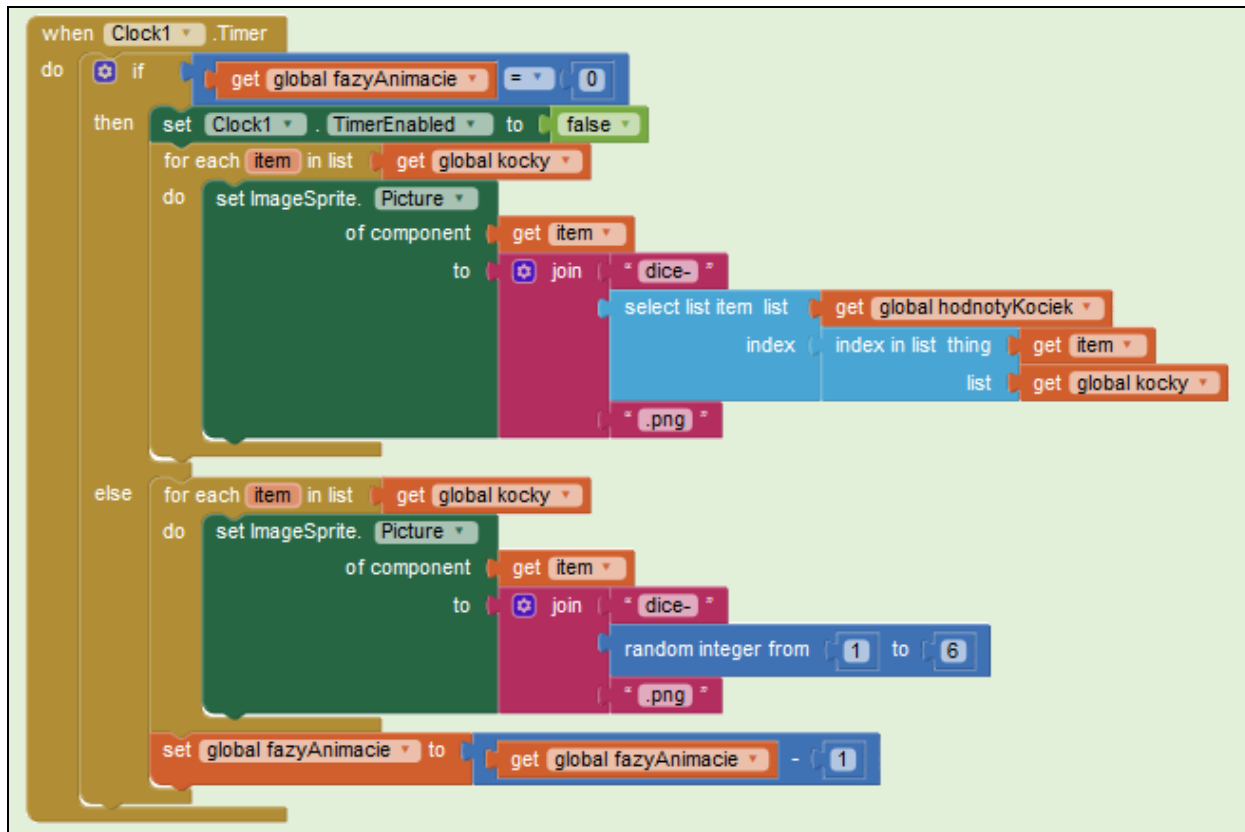 when Clock1 .Timer
do if get global fazyAnimacie = 0
then set Clock1 . TimerEnabled to false
for each item in list get global kocky
do set ImageSprite. Picture
of component get item
to join " dice- "
select list item list get global hodnotyKociek
index index in list thing get item
list get global kocky
" .png "
else for each item in list get global kocky
do set ImageSprite. Picture
of component get item
to join " dice- "
random integer from 1 to 6
" .png "
set global fazyAnimacie to get global fazyAnimacie - 1